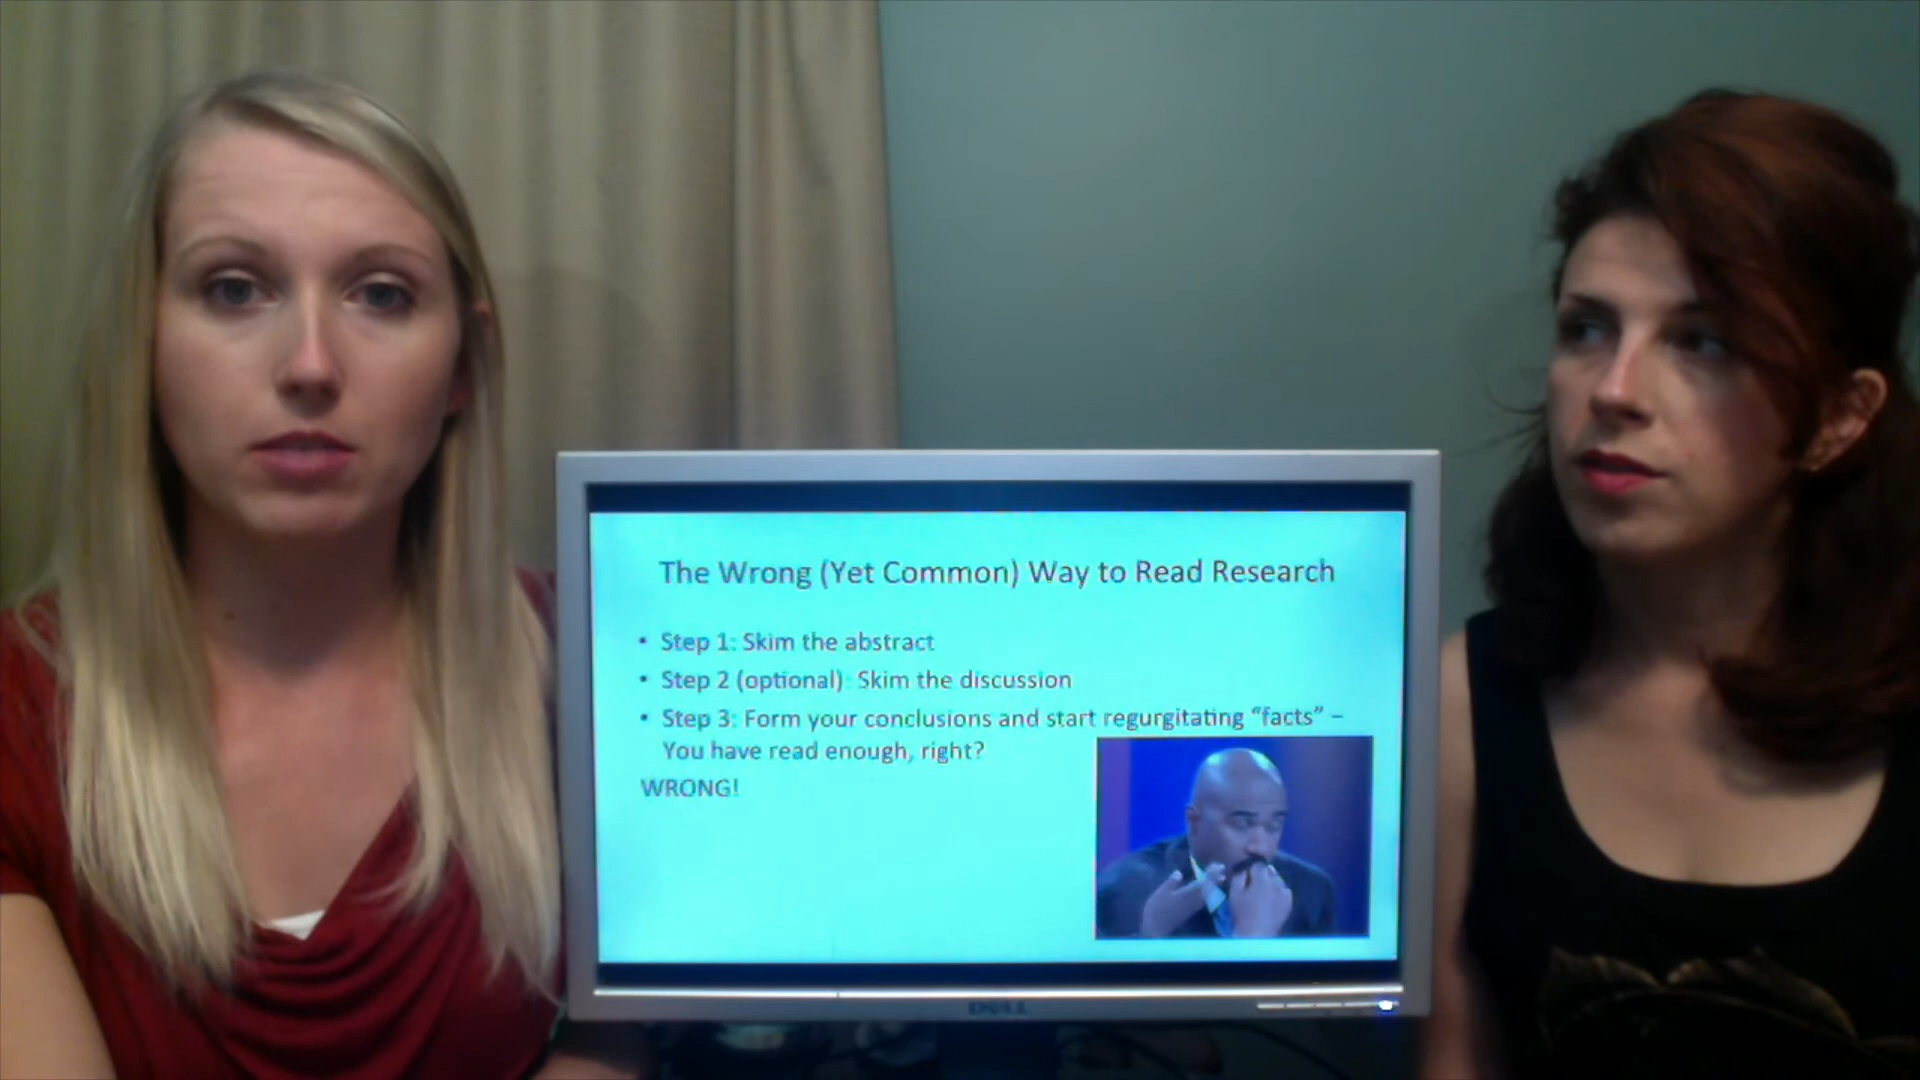 The Wrong (Yet Common) Way to Read Research
• Step 1: Skim the abstract
• Step 2 (optional): Skim the discussion
• Step 3: Form your conclusions and start regurgitating “facts” –
You have read enough, right?
WRONG!
DELL